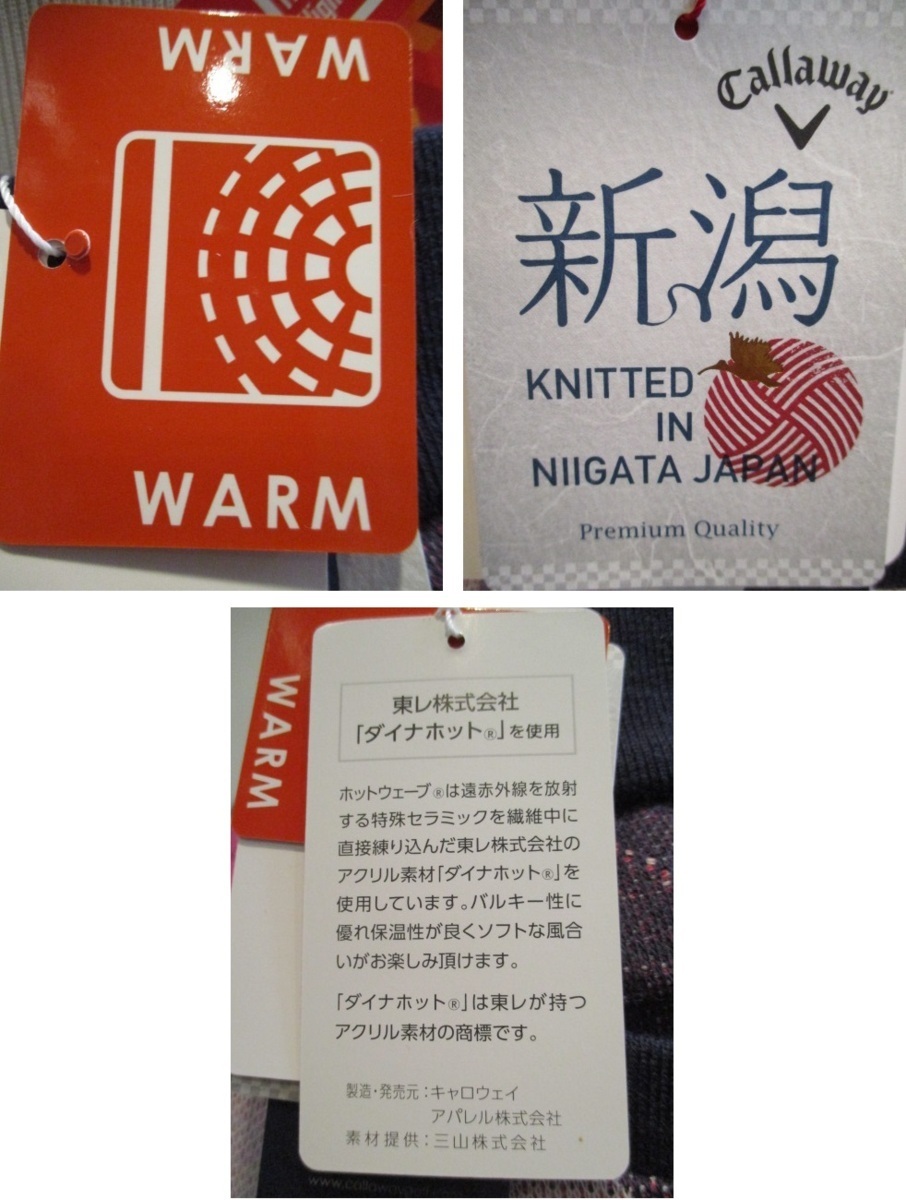 WARM
WARM
Callaway
新潟
KNITTED
IN
NIIGATA JAPAN
Premium Quality
WARM
東レ株式会社
「ダイナホット®」を使用
ホットウェーブ®は遠赤外線を放射
する特殊セラミックを繊維中に
直接練り込んだ東レ株式会社の
アクリル素材「ダイナホット®」を
使用しています。バルキー性に
優れ保温性が良くソフトな風合
いがお楽しみ頂けます。
「ダイナホット®」は東レが持つ
アクリル素材の商標です。
製造・発売元：キャロウェイ
アパレル株式会社
素材提供：三山株式会社